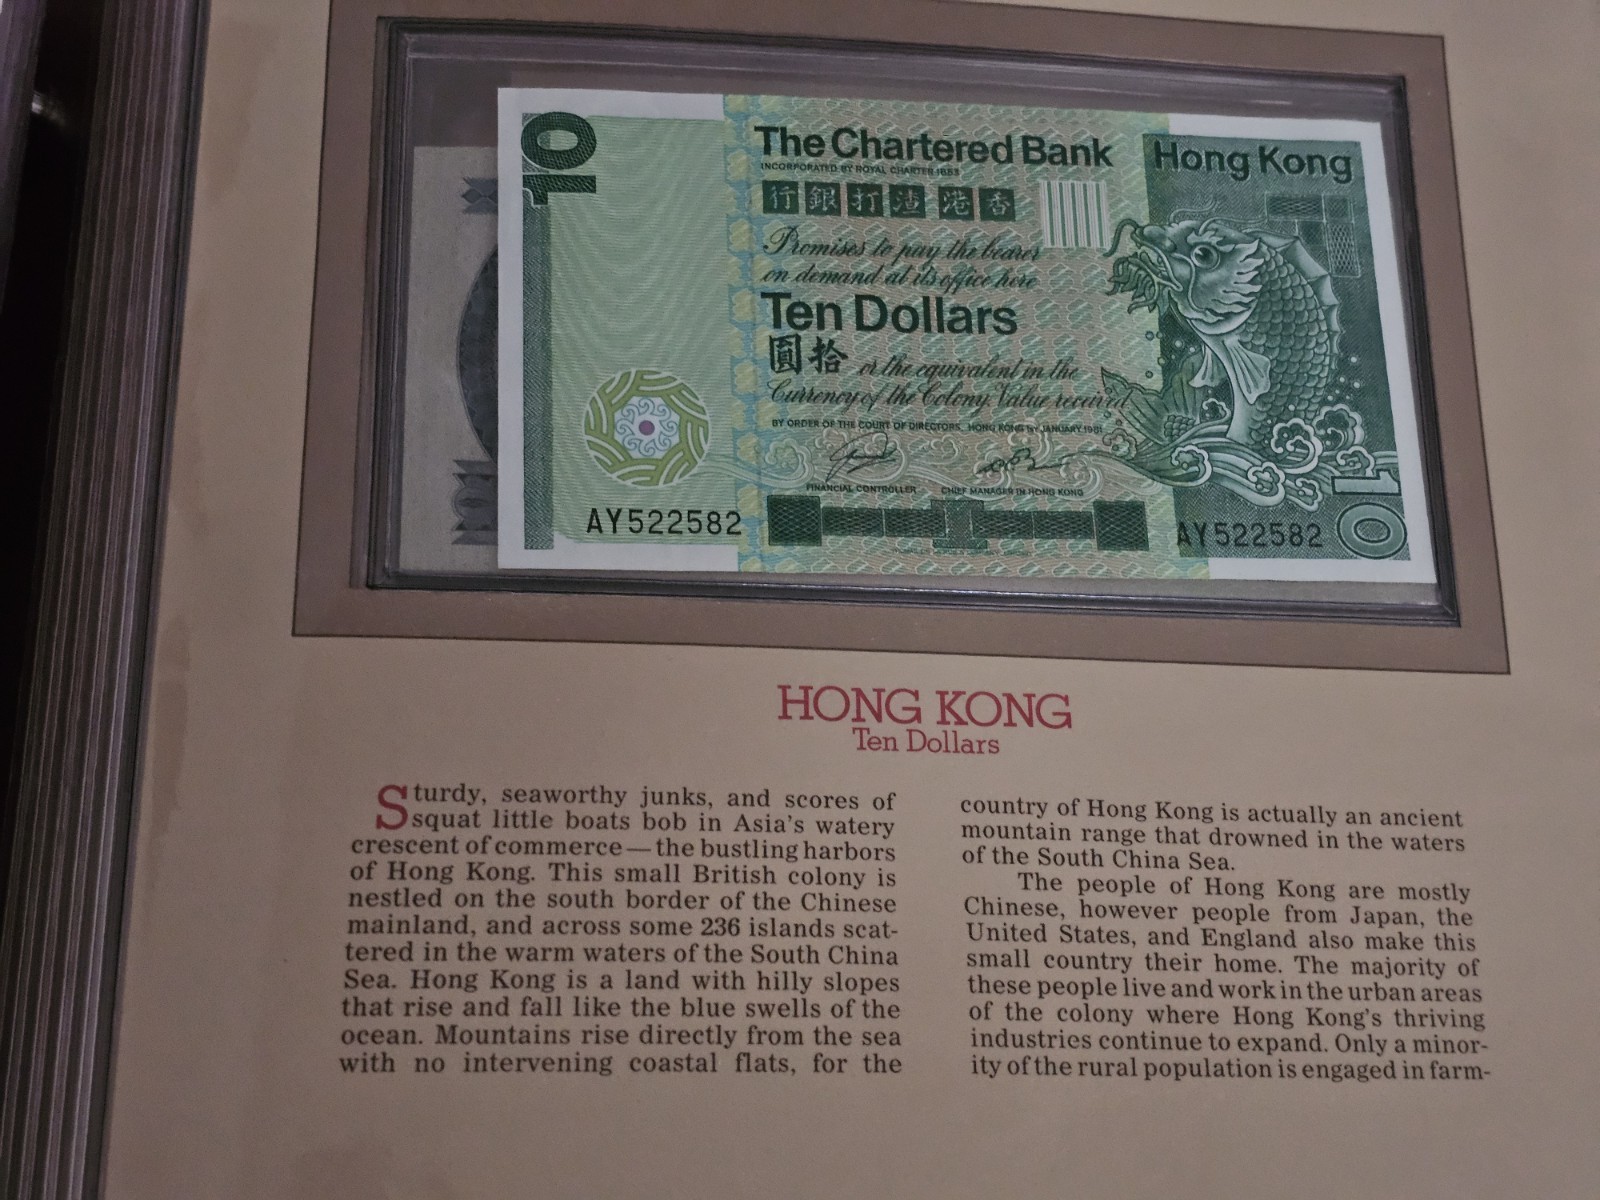 10
The Chartered Bank
Hong Kong
INCORPORATED BY ROYAL CHARTER 1853
行銀打渣港香
Promises to pay the bearer
on demand at its office here
Ten Dollars
圓拾 or the equivalent in the
Currency of the Colony. Value received
BY ORDER OF THE COURT OF DIRECTORS, HONG KONG 1ST JANUARY 1981
FINANCIAL CONTROLLER CHIEF MANAGER IN HONG KONG
AY522582
AY522582
10
HONG KONG
Ten Dollars
Sturdy, seaworthy junks, and scores of
squat little boats bob in Asia's watery
crescent of commerce—the bustling harbors
of Hong Kong. This small British colony is
nestled on the south border of the Chinese
mainland, and across some 236 islands scat-
tered in the warm waters of the South China
Sea. Hong Kong is a land with hilly slopes
that rise and fall like the blue swells of the
ocean. Mountains rise directly from the sea
with no intervening coastal flats, for the
country of Hong Kong is actually an ancient
mountain range that drowned in the waters
of the South China Sea.
The people of Hong Kong are mostly
Chinese, however people from Japan, the
United States, and England also make this
small country their home. The majority of
these people live and work in the urban areas
of the colony where Hong Kong's thriving
industries continue to expand. Only a minor-
ity of the rural population is engaged in farm-